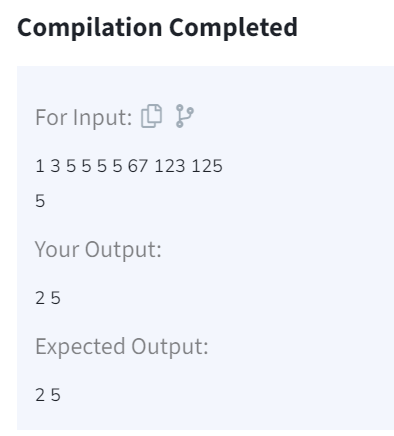 Compilation Completed
For Input:
1 3 5 5 5 5 67 123 125
5
Your Output:
2 5
Expected Output:
2 5